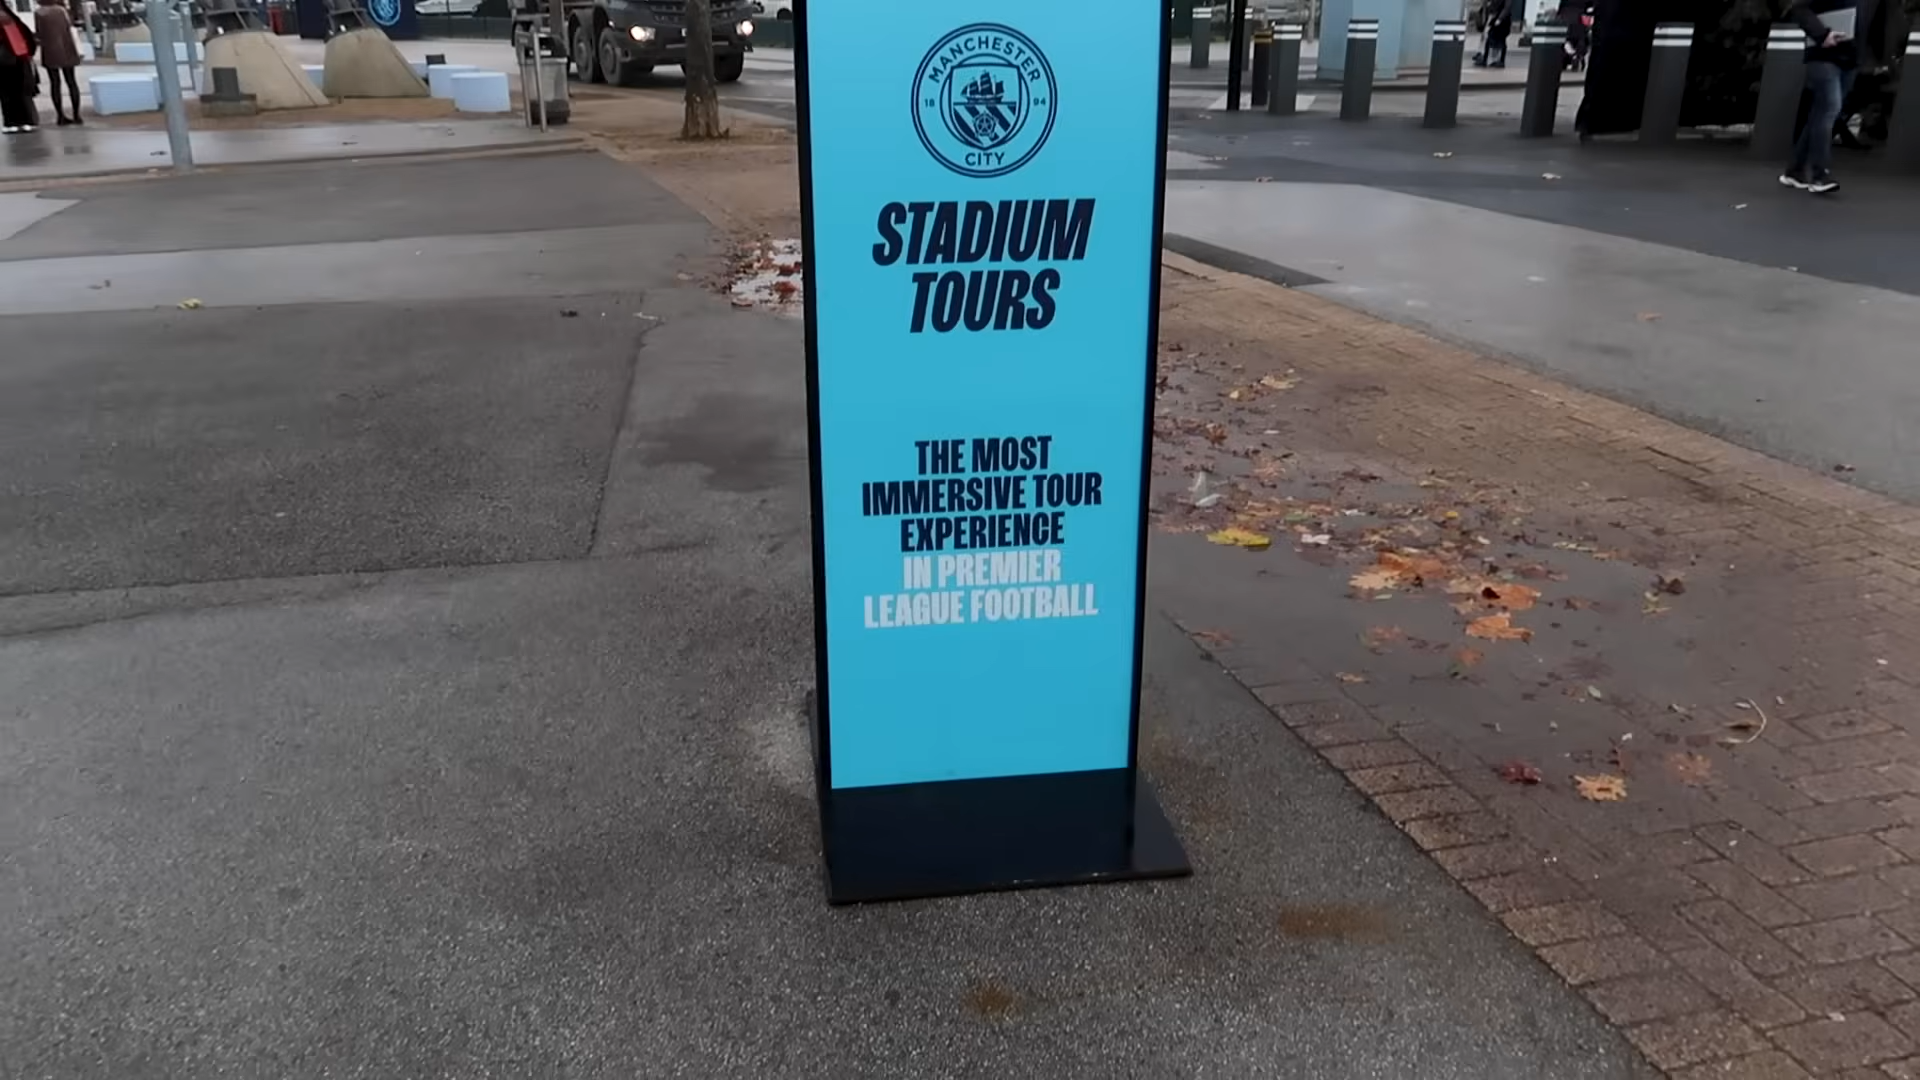 MANCHESTER
18 94
CITY
STADIUM
TOURS
THE MOST
IMMERSIVE TOUR
EXPERIENCE
IN PREMIER
LEAGUE FOOTBALL